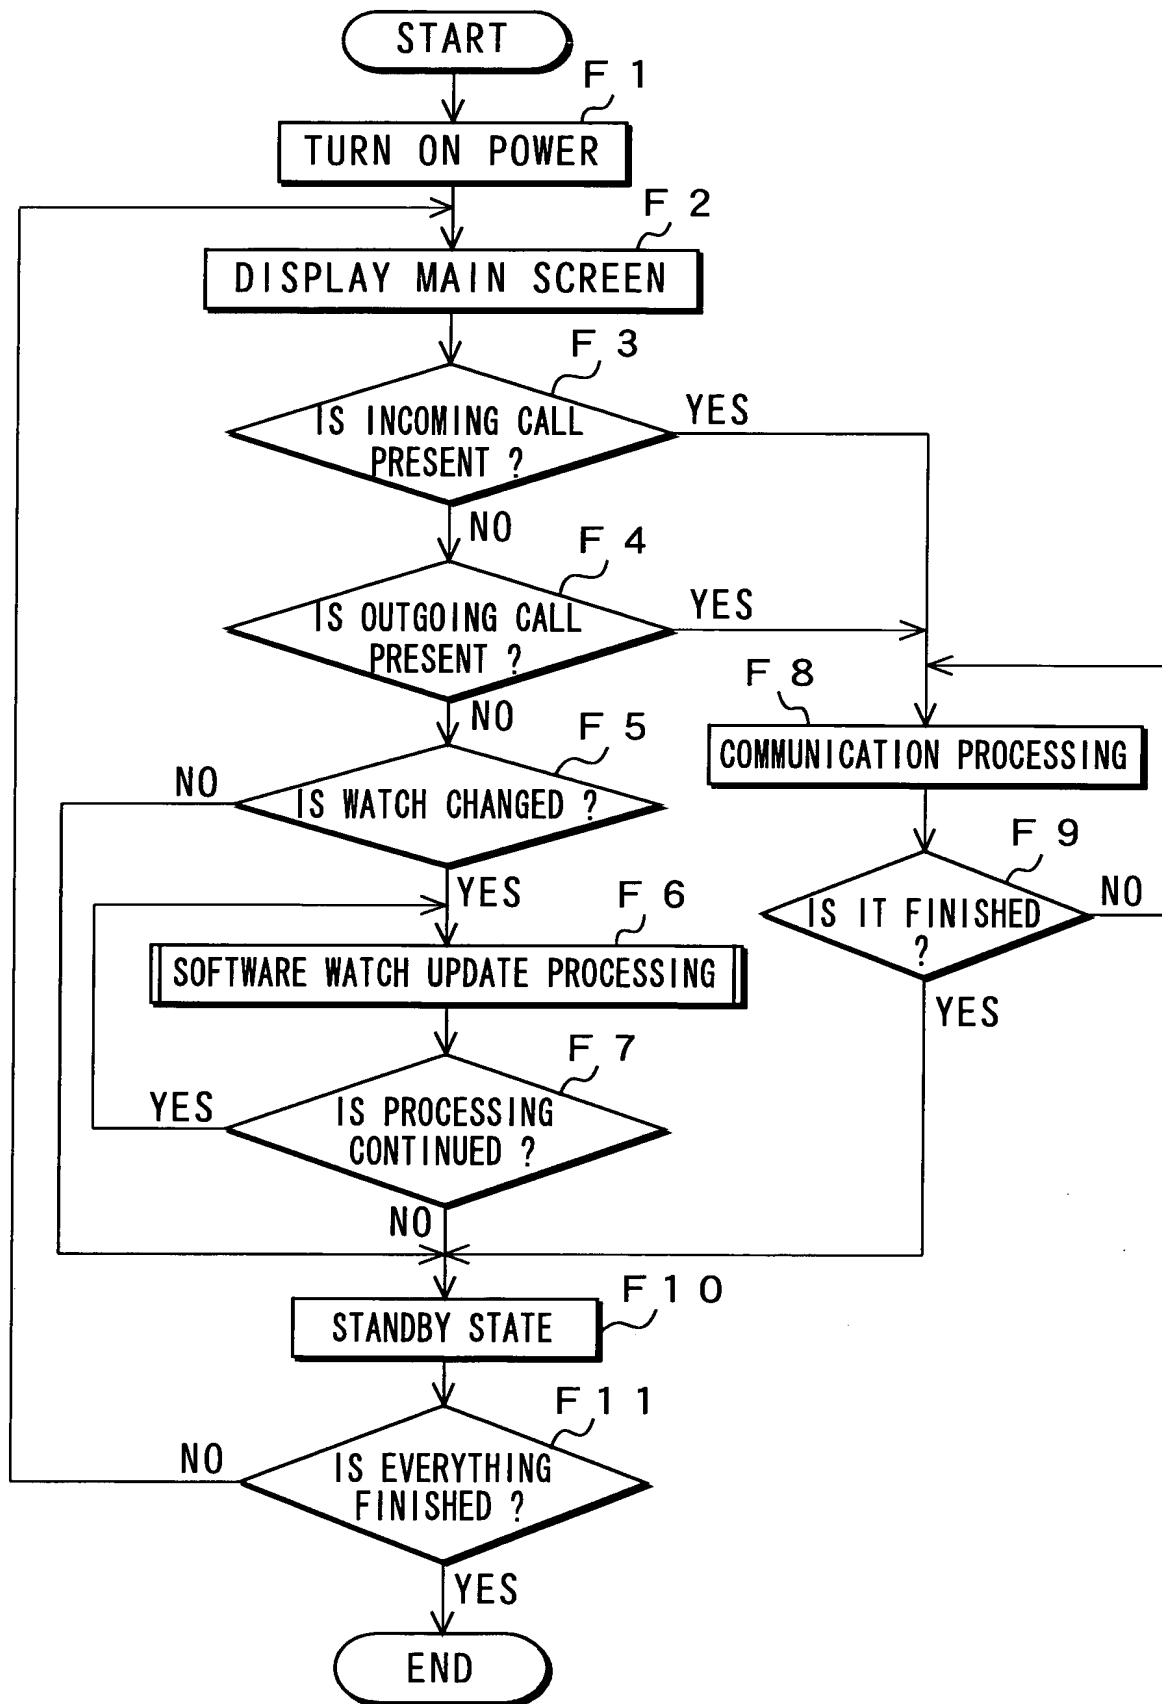 START
F 1
TURN ON POWER
F 2
DISPLAY MAIN SCREEN
F 3
IS INCOMING CALL
PRESENT ?
YES
NO
F 4
IS OUTGOING CALL
PRESENT ?
YES
NO
F 8
COMMUNICATION PROCESSING
F 5
IS WATCH CHANGED ?
NO
YES
F 9
IS IT FINISHED
?
NO
YES
F 6
SOFTWARE WATCH UPDATE PROCESSING
F 7
IS PROCESSING
CONTINUED ?
YES
NO
F 1 0
STANDBY STATE
F 1 1
IS EVERYTHING
FINISHED ?
NO
YES
END